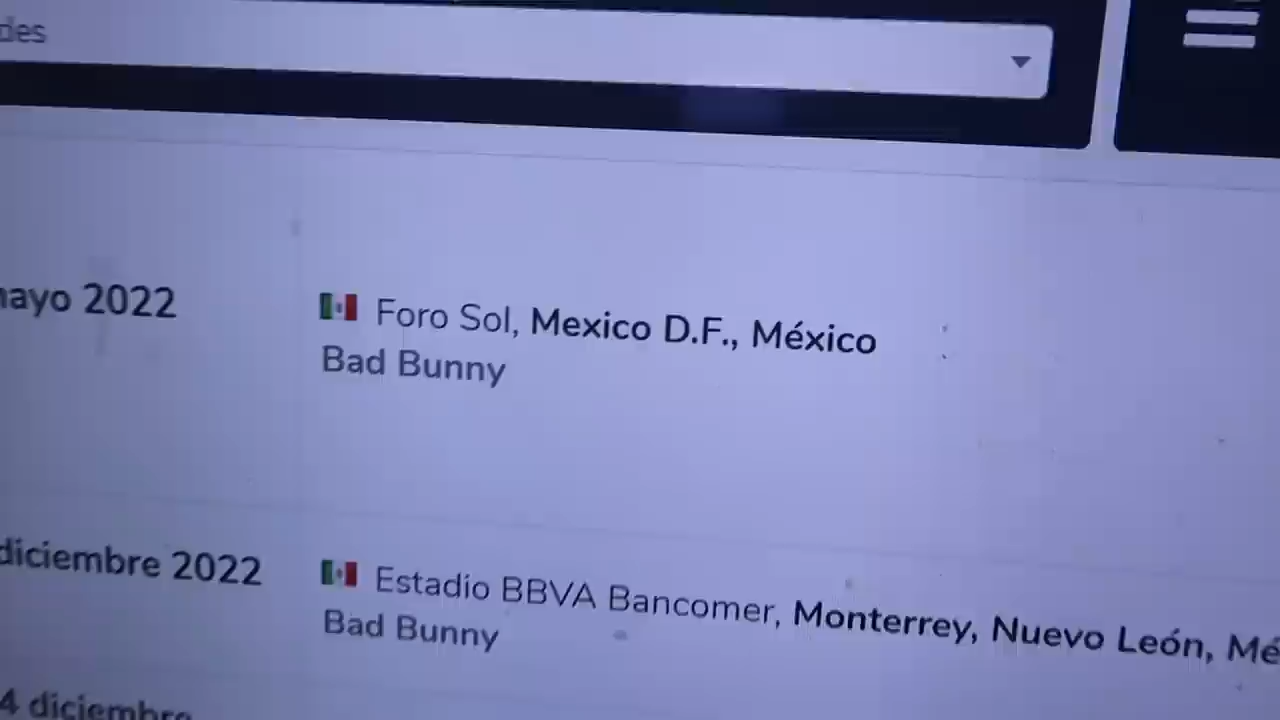 des
mayo 2022
Foro Sol, Mexico D.F., México
Bad Bunny
diciembre 2022
Estadio BBVA Bancomer, Monterrey, Nuevo León, Mé
Bad Bunny
4 diciembre